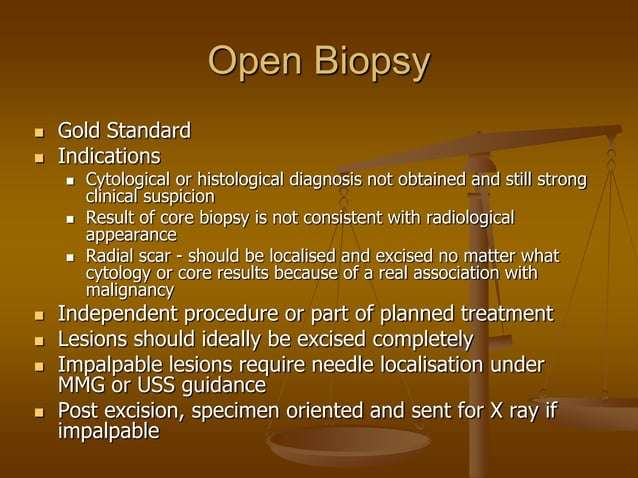 Open Biopsy
Gold Standard
Indications
Cytological or histological diagnosis not obtained and still strong
clinical suspicion
Result of core biopsy is not consistent with radiological
appearance
Radial scar - should be localised and excised no matter what
cytology or core results because of a real association with
malignancy
Independent procedure or part of planned treatment
Lesions should ideally be excised completely
Impalpable lesions require needle localisation under
MMG or USS guidance
Post excision, specimen oriented and sent for X ray if
impalpable